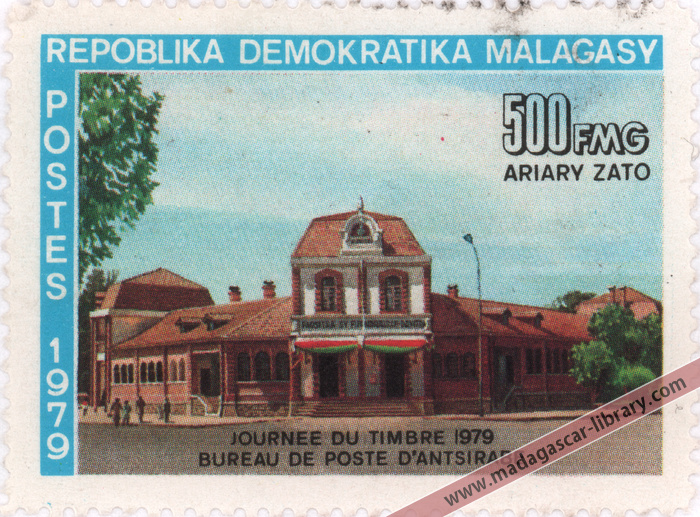 REPOBLIKA DEMOKRATIKA MALAGASY
POSTES 1979
500 FMG
ARIARY ZATO
JOURNEE DU TIMBRE 1979
BUREAU DE POSTE D'ANTSIRABE
www.madagascar-library.com